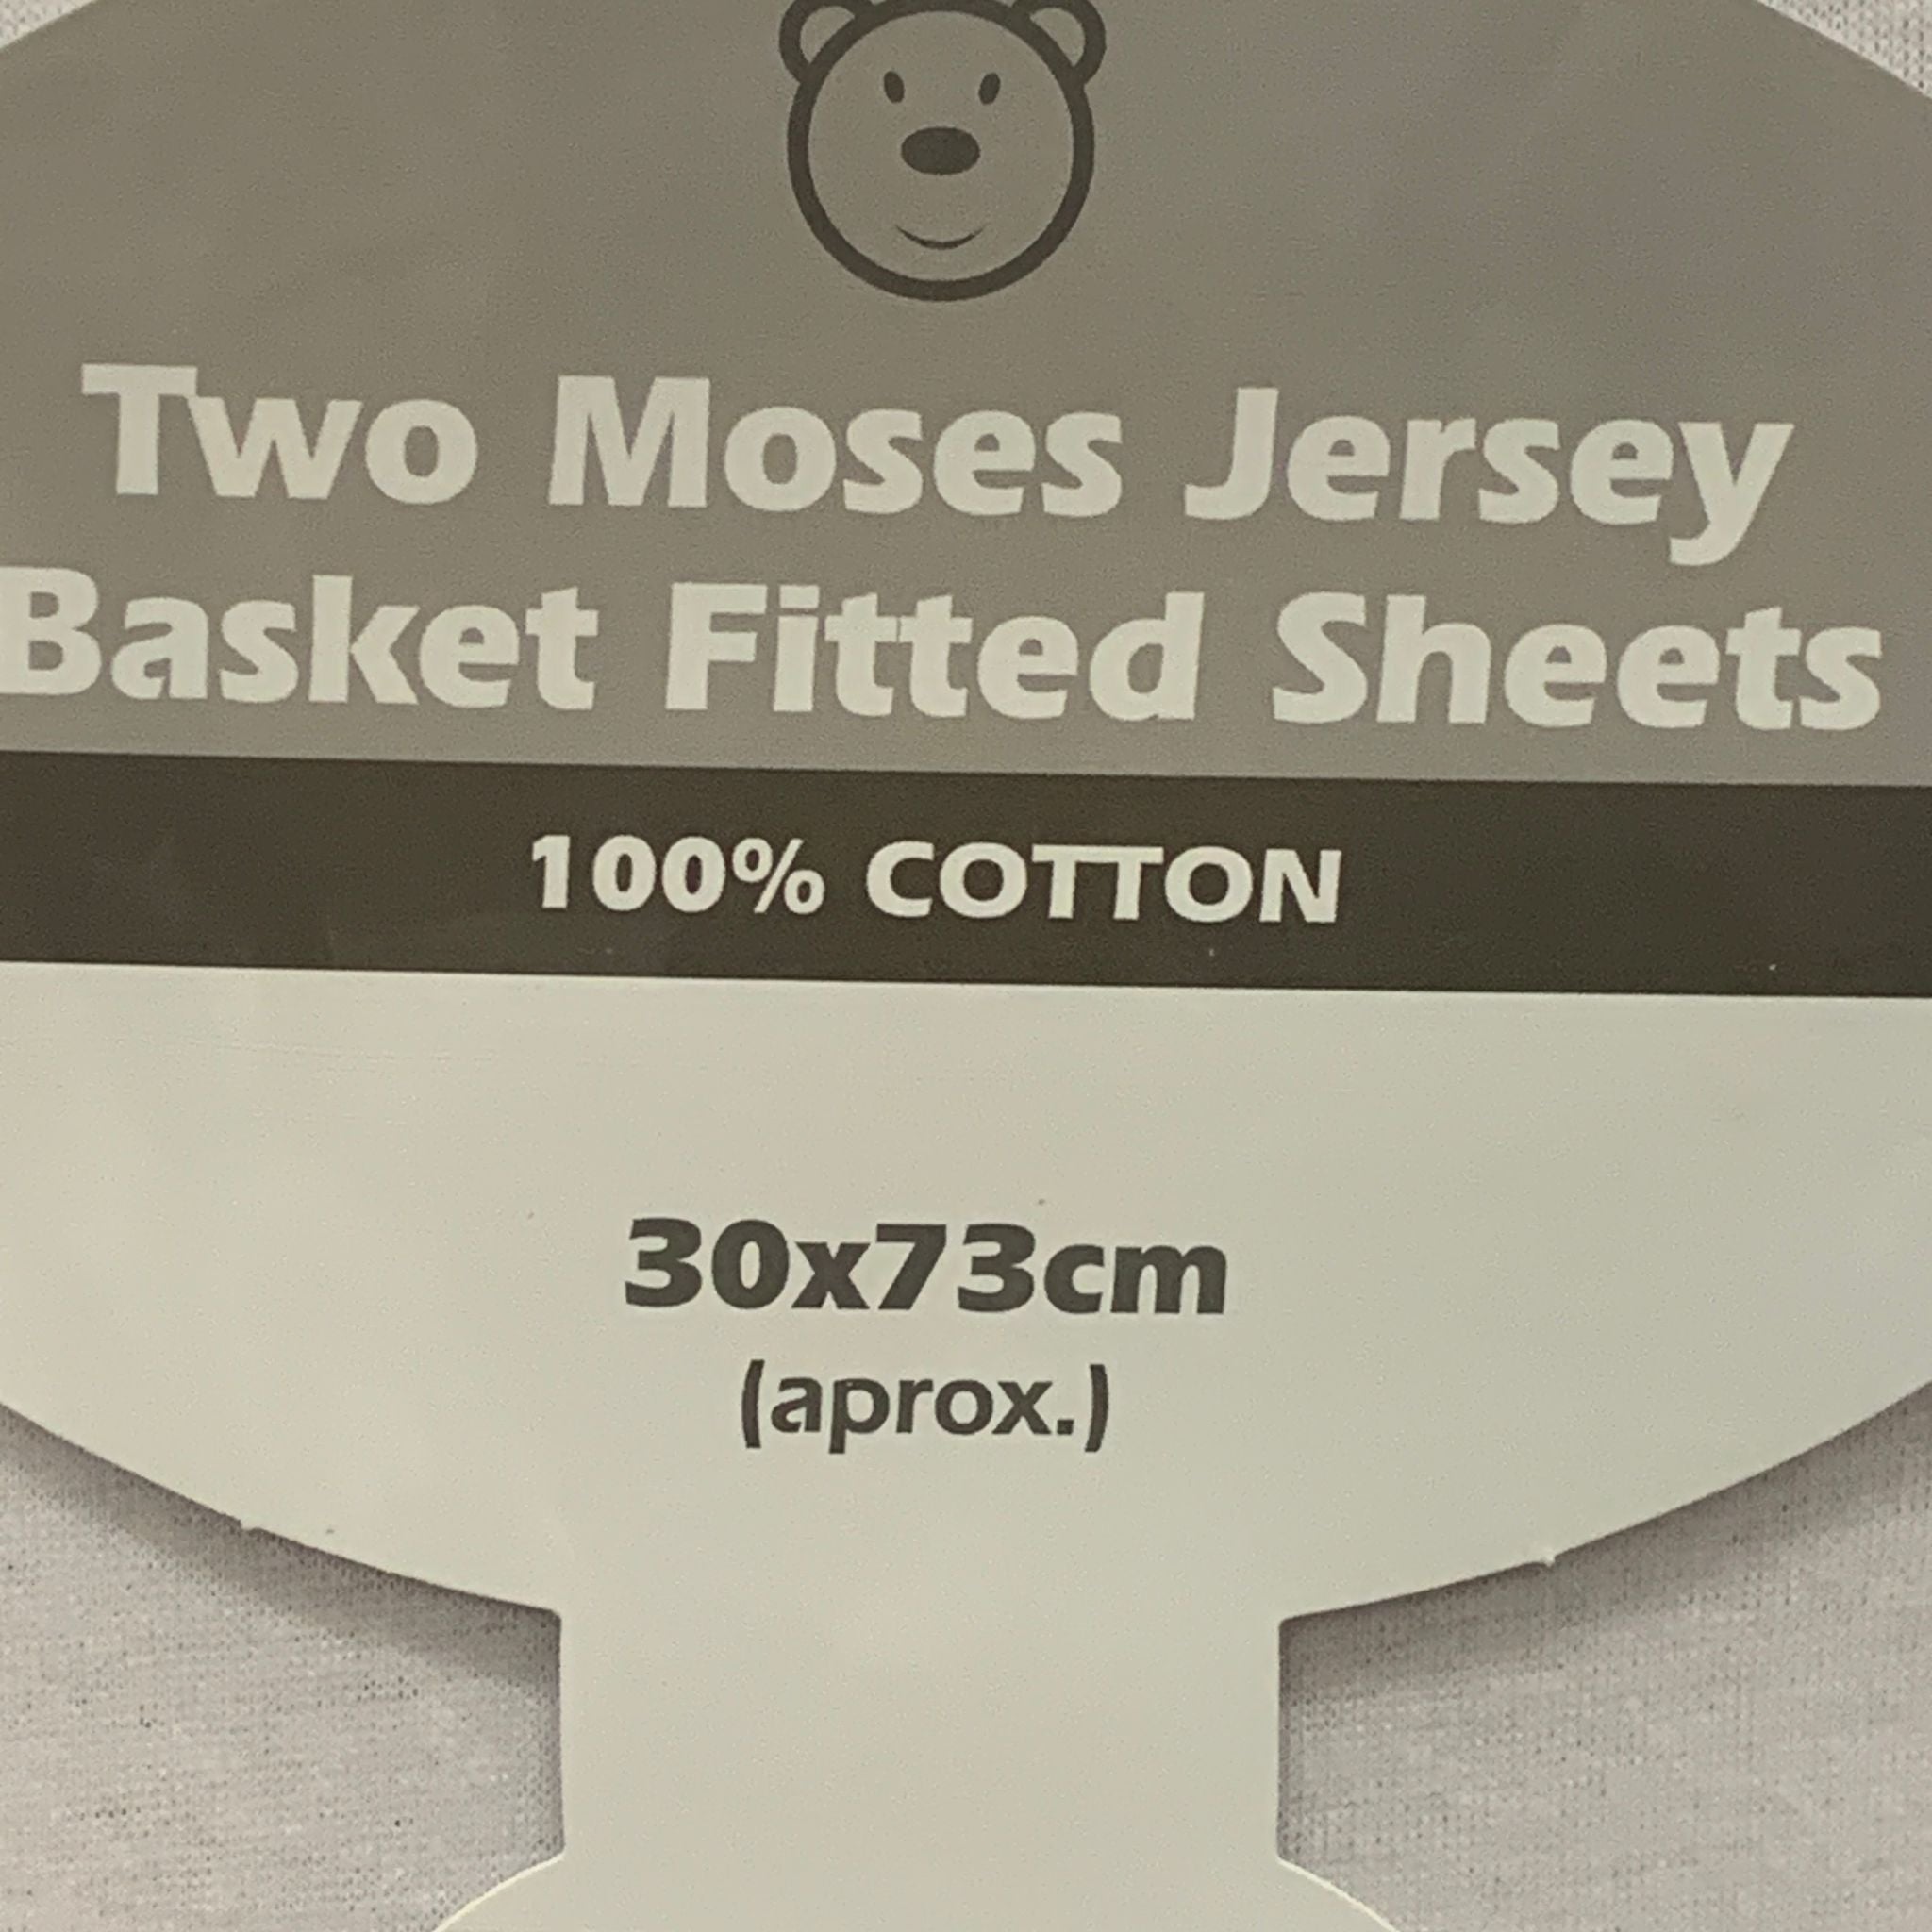 Two Moses Jersey
Basket Fitted Sheets
100% COTTON
30x73cm
(aprox.)